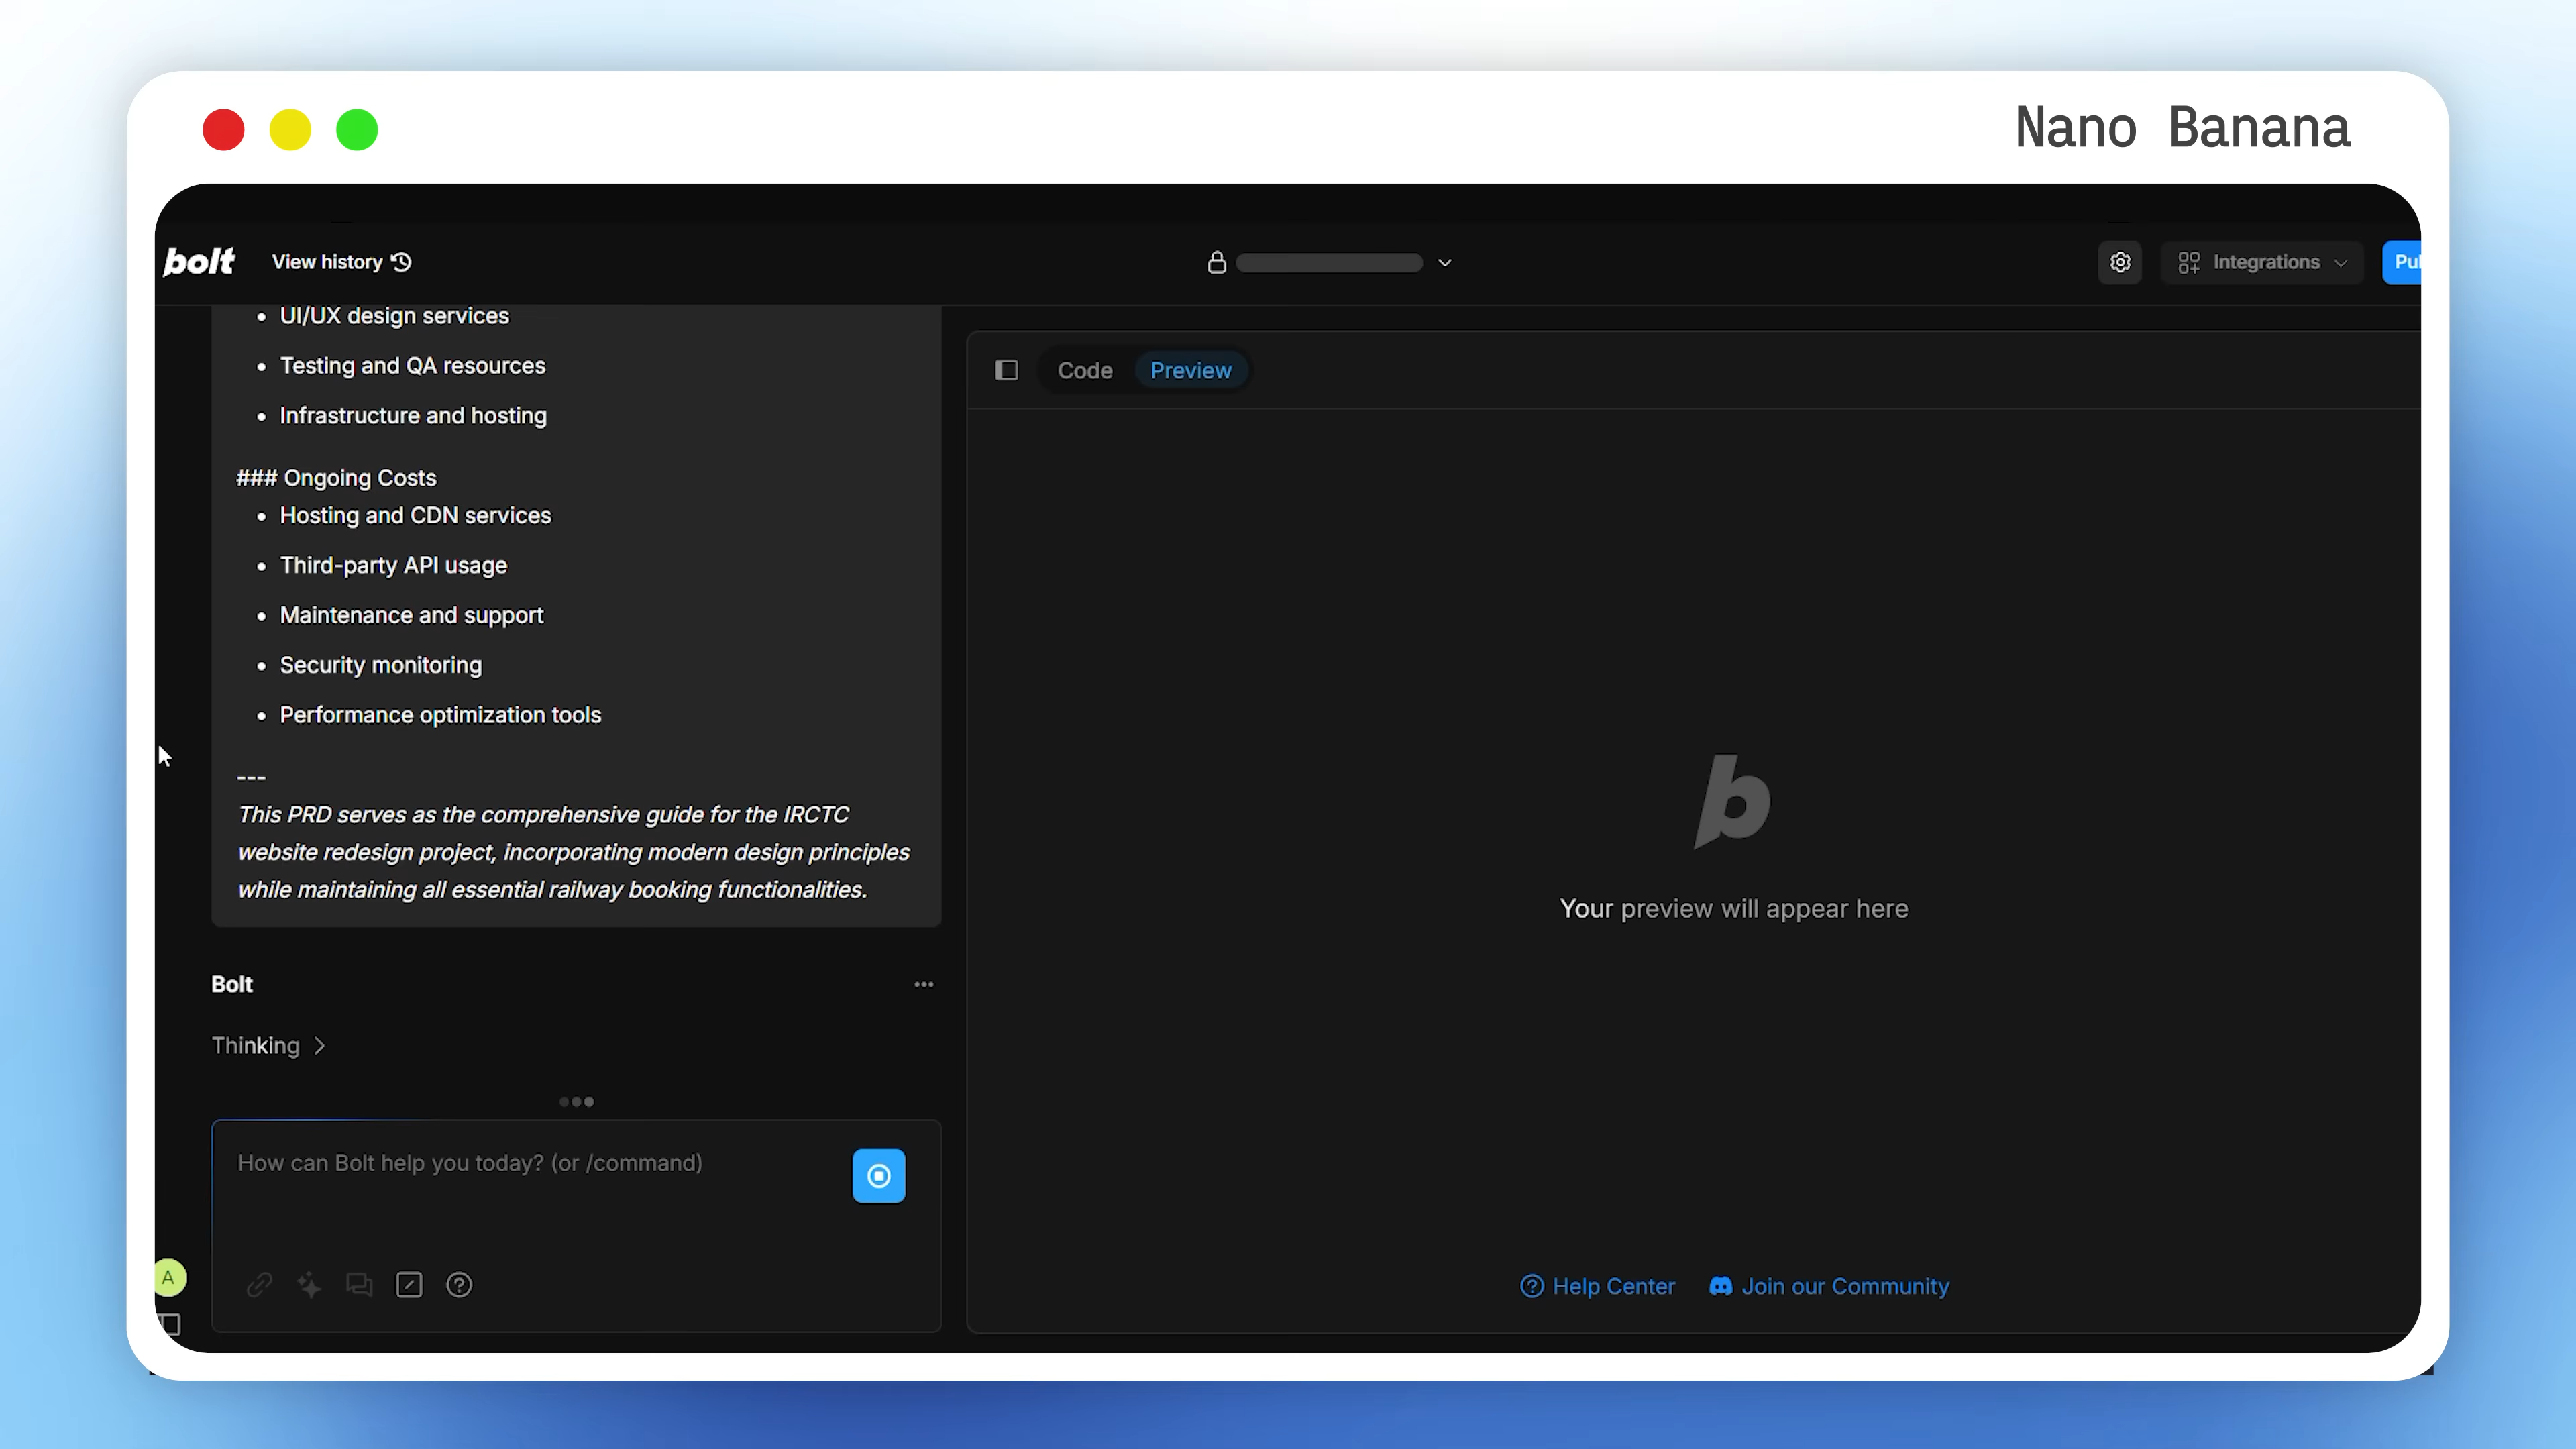 Nano Banana
bolt
View history
Integrations
UI/UX design services
Testing and QA resources
Infrastructure and hosting
### Ongoing Costs
Hosting and CDN services
Third-party API usage
Maintenance and support
Security monitoring
Performance optimization tools
---
This PRD serves as the comprehensive guide for the IRCTC
website redesign project, incorporating modern design principles
while maintaining all essential railway booking functionalities.
Bolt
Thinking
How can Bolt help you today? (or /command)
A
Code
Preview
b
Your preview will appear here
Help Center
Join our Community